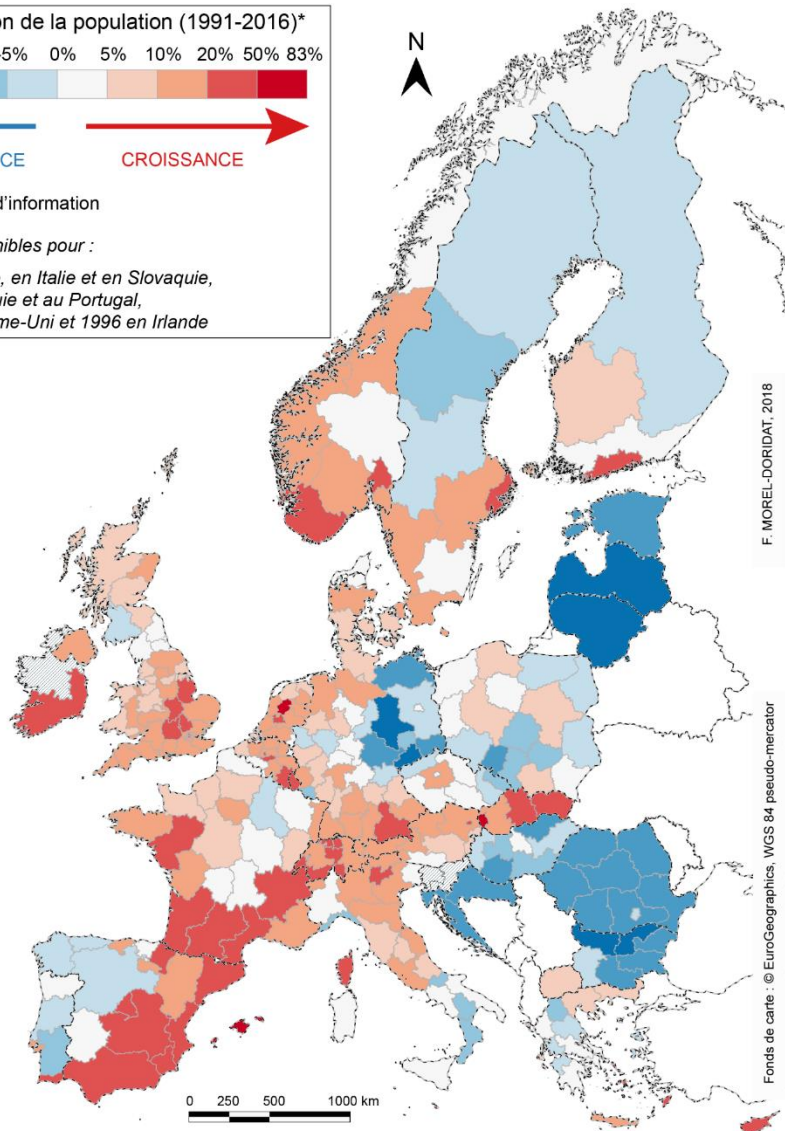 on de la population (1991-2016)*
-5% 0% 5% 10% 20% 50% 83%
CE CROISSANCE
d'information
nibles pour :
, en Italie et en Slovaquie,
uie et au Portugal,
me-Uni et 1996 en Irlande
N
F. MOREL-DORIDAT, 2018
Fonds de carte : © EuroGeographics, WGS 84 pseudo-mercator
0 250 500 1000 km